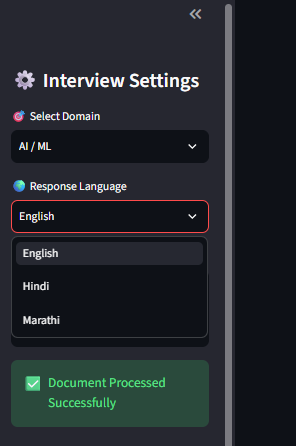 Interview Settings
Select Domain
AI / ML
Response Language
English
English
Hindi
Marathi
Document Processed
Successfully